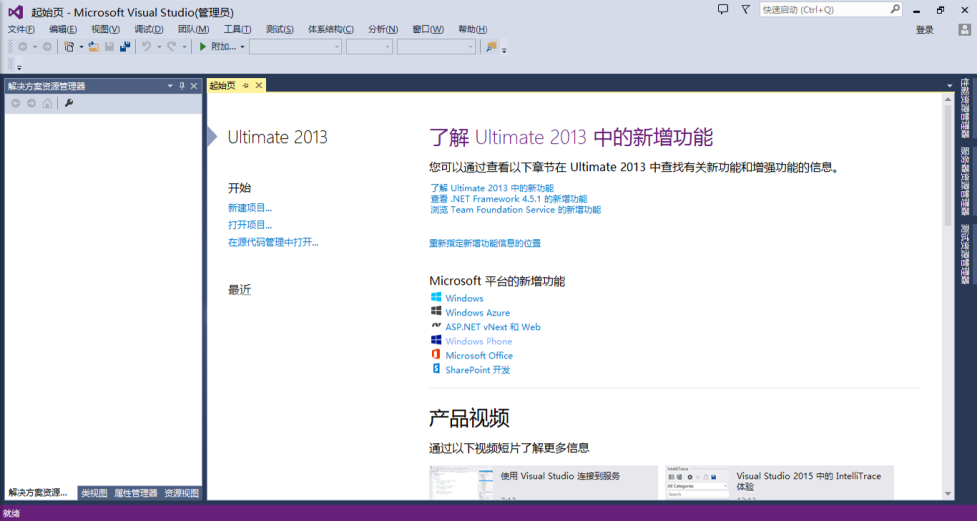 起始页 - Microsoft Visual Studio(管理员)
快速启动 (Ctrl+Q)
文件(F) 编辑(E) 视图(V) 调试(D) 团队(M) 工具(T) 测试(S) 体系结构(C) 分析(N) 窗口(W) 帮助(H)
登录
附加...
解决方案资源管理器
起始页
Ultimate 2013
开始
新建项目...
打开项目...
在源代码管理中打开...
最近
了解 Ultimate 2013 中的新增功能
您可以通过查看以下章节在 Ultimate 2013 中查找有关新功能和增强功能的信息。
了解 Ultimate 2013 中的新功能
查看 .NET Framework 4.5.1 的新增功能
浏览 Team Foundation Service 的新增功能
重新指定新增功能信息的位置
Microsoft 平台的新增功能
Windows
Windows Azure
ASP.NET vNext 和 Web
Windows Phone
Microsoft Office
SharePoint 开发
产品视频
通过以下视频短片了解更多信息
使用 Visual Studio 连接到服务
IntelliTrace
All Categories
Search
Visual Studio 2015 中的 IntelliTrace
体验
性能资源管理器
服务器资源管理器
测试资源管理器
解决方案资源... 类视图 属性管理器 资源视图
就绪